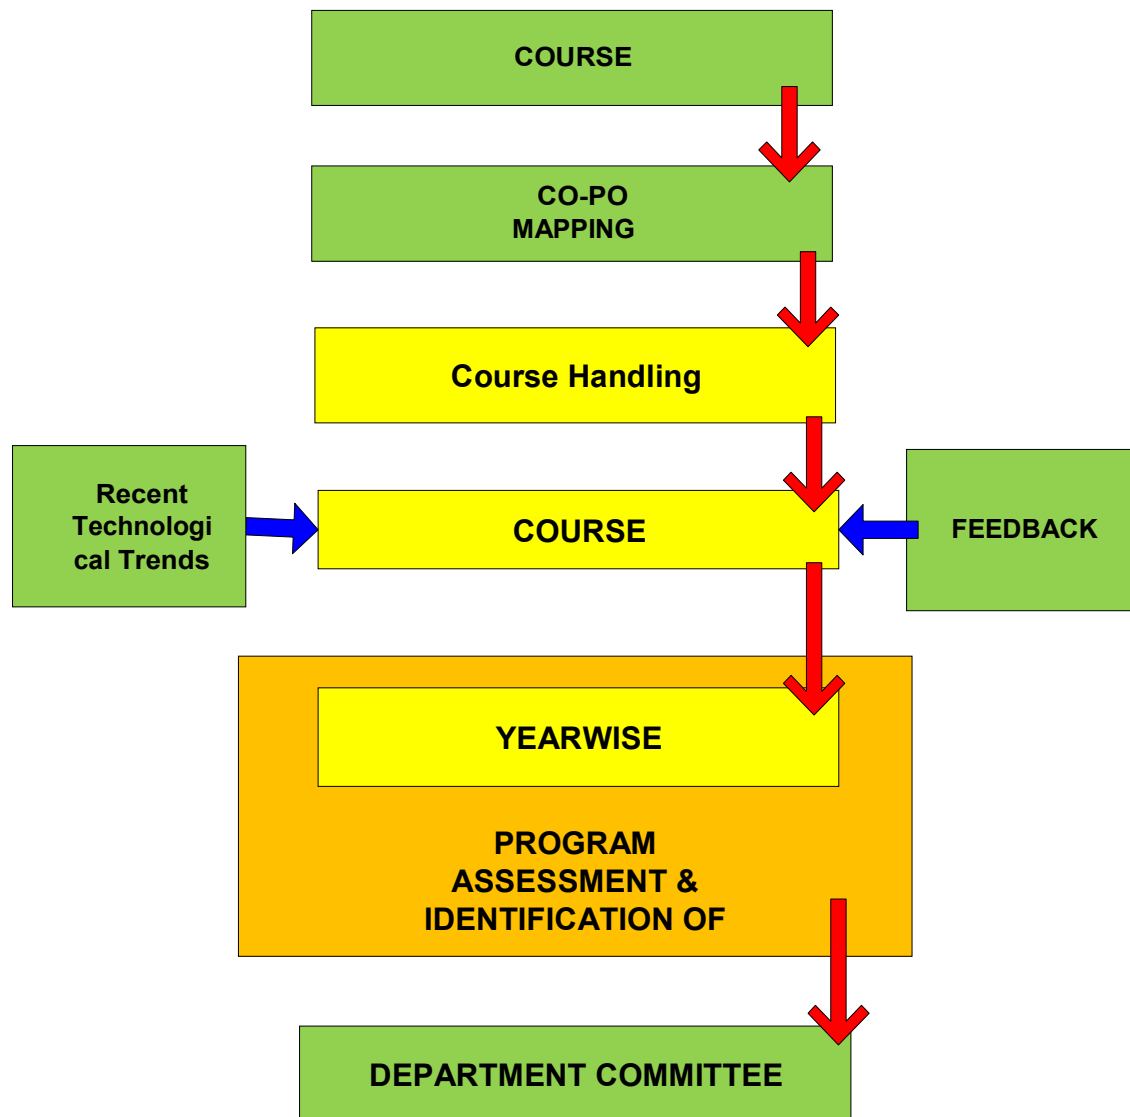 COURSE
CO-PO
MAPPING
Course Handling
Recent
Technologi
cal Trends
COURSE
FEEDBACK
YEARWISE
PROGRAM
ASSESSMENT &
IDENTIFICATION OF
DEPARTMENT COMMITTEE